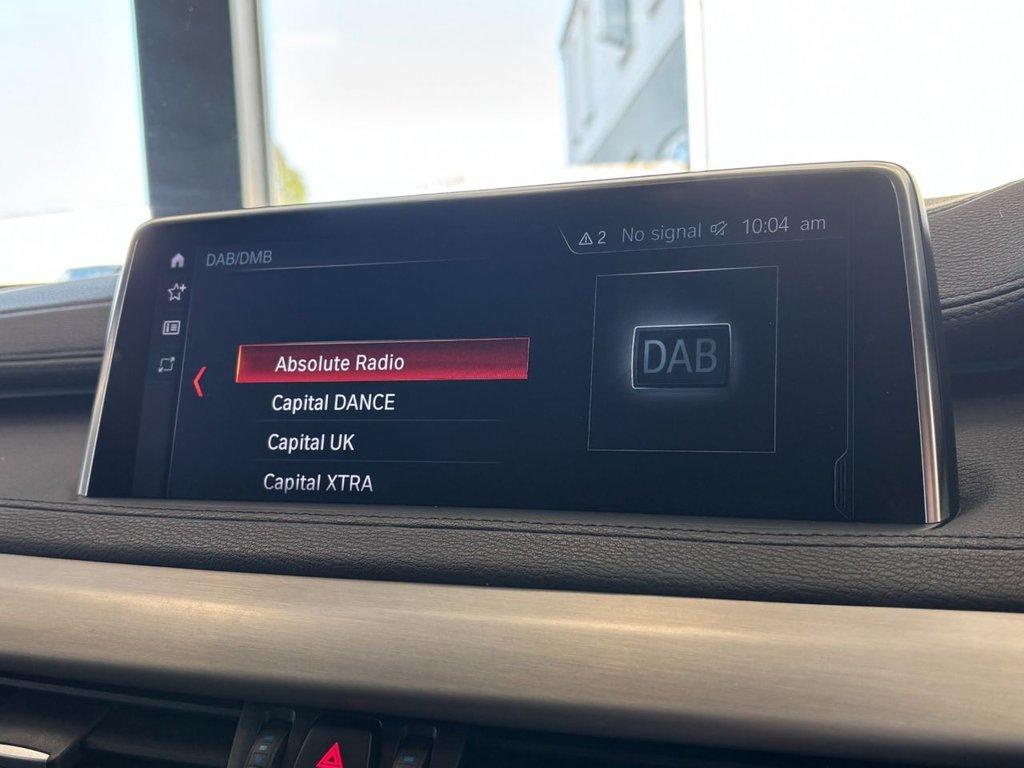 DAB/DMB
2 No signal 10:04 am
Absolute Radio
Capital DANCE
Capital UK
Capital XTRA
DAB